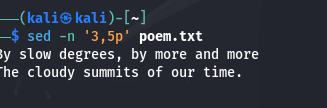 (kali㉿kali)-[~]
$ sed -n '3,5p' poem.txt
By slow degrees, by more and more
The cloudy summits of our time.